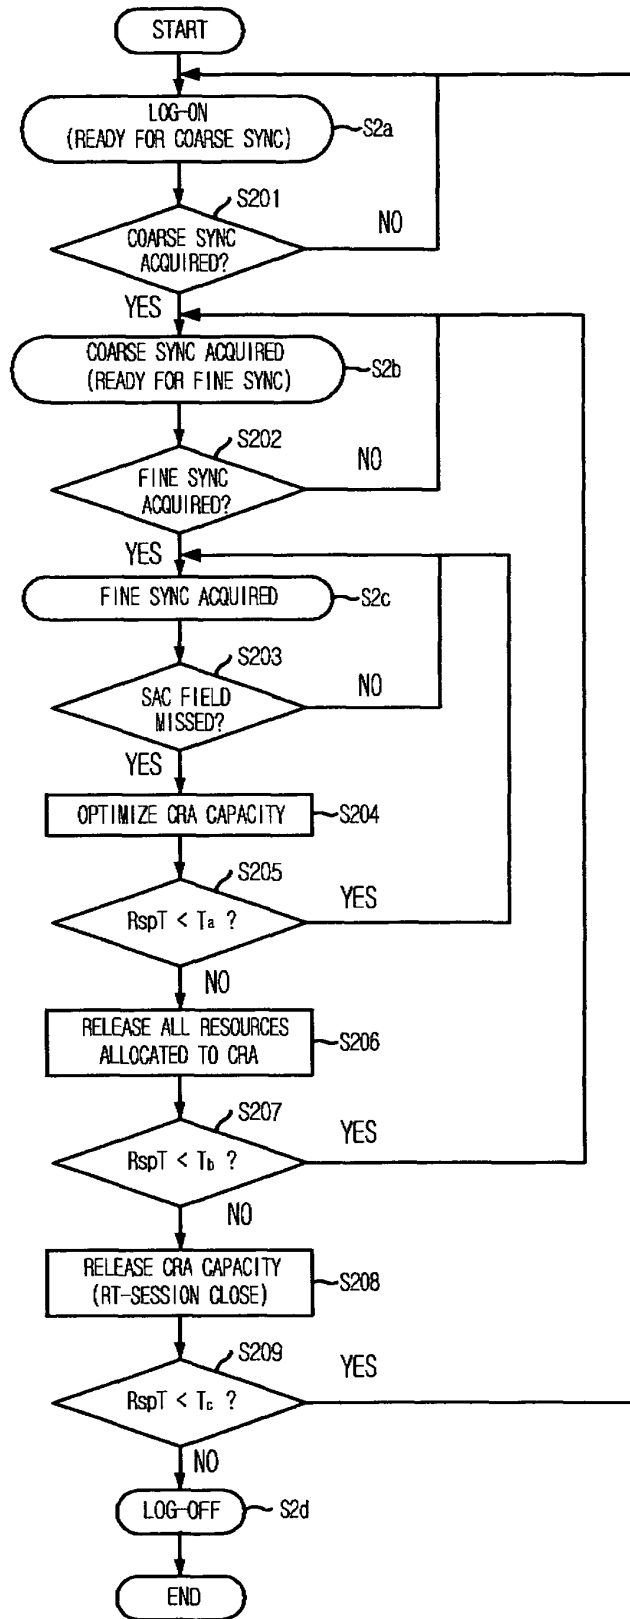 START
LOG-ON
(READY FOR COARSE SYNC)
S2a
S201
COARSE SYNC
ACQUIRED?
NO
YES
COARSE SYNC ACQUIRED
(READY FOR FINE SYNC)
S2b
S202
FINE SYNC
ACQUIRED?
NO
YES
FINE SYNC ACQUIRED
S2c
S203
SAC FIELD
MISSED?
NO
YES
OPTIMIZE CRA CAPACITY
S204
S205
RspT < Ta ?
YES
NO
RELEASE ALL RESOURCES
ALLOCATED TO CRA
S206
S207
RspT < Tb ?
YES
NO
RELEASE CRA CAPACITY
(RT-SESSION CLOSE)
S208
S209
RspT < Tc ?
YES
NO
LOG-OFF
S2d
END